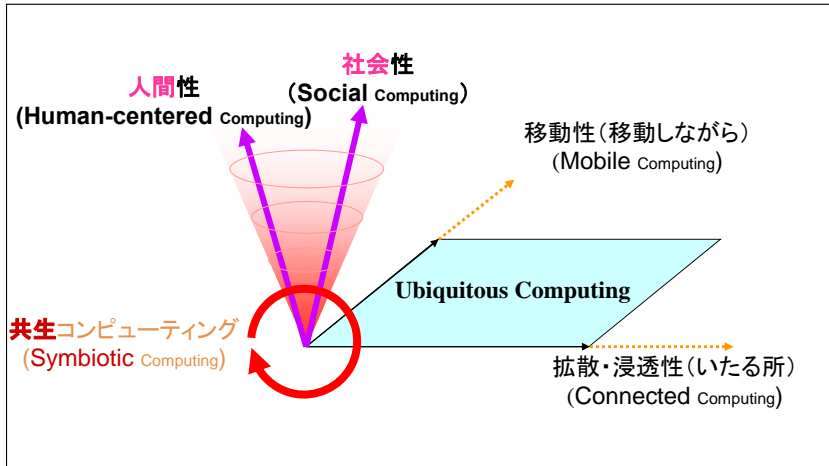 人間性
(Human-centered Computing)
社会性
(Social Computing)
移動性(移動しながら)
(Mobile Computing)
Ubiquitous Computing
共生コンピューティング
(Symbiotic Computing)
拡散・浸透性(いたる所)
(Connected Computing)